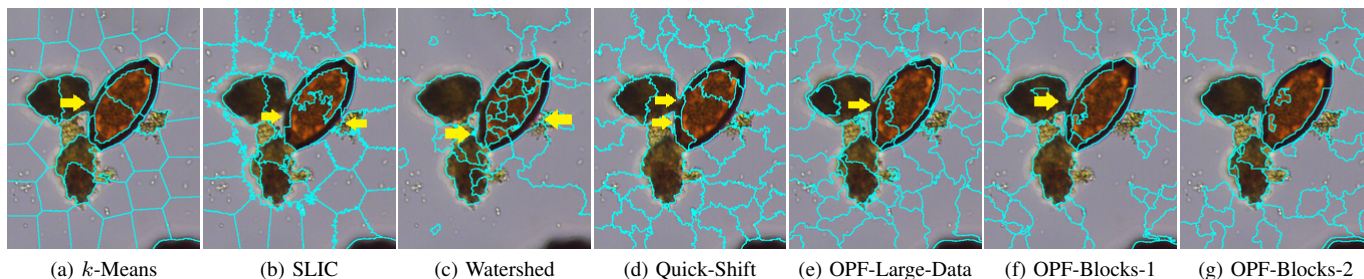 (a) k-Means (b) SLIC (c) Watershed (d) Quick-Shift (e) OPF-Large-Data (f) OPF-Blocks-1 (g) OPF-Blocks-2